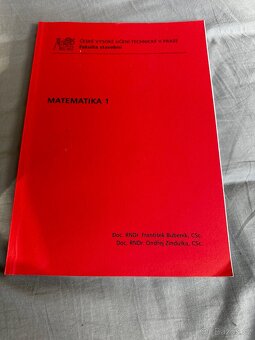 ČESKÉ VYSOKÉ UČENÍ TECHNICKÉ V PRAZE
Fakulta stavební
MATEMATIKA 1
Doc. RNDr. František Bubeník, CSc.
Doc. RNDr. Ondřej Zindulka, CSc.